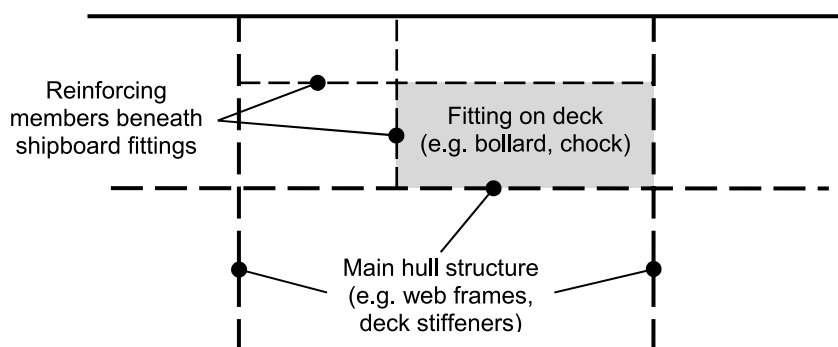 Reinforcing
members beneath
shipboard fittings
Fitting on deck
(e.g. bollard, chock)
Main hull structure
(e.g. web frames,
deck stiffeners)